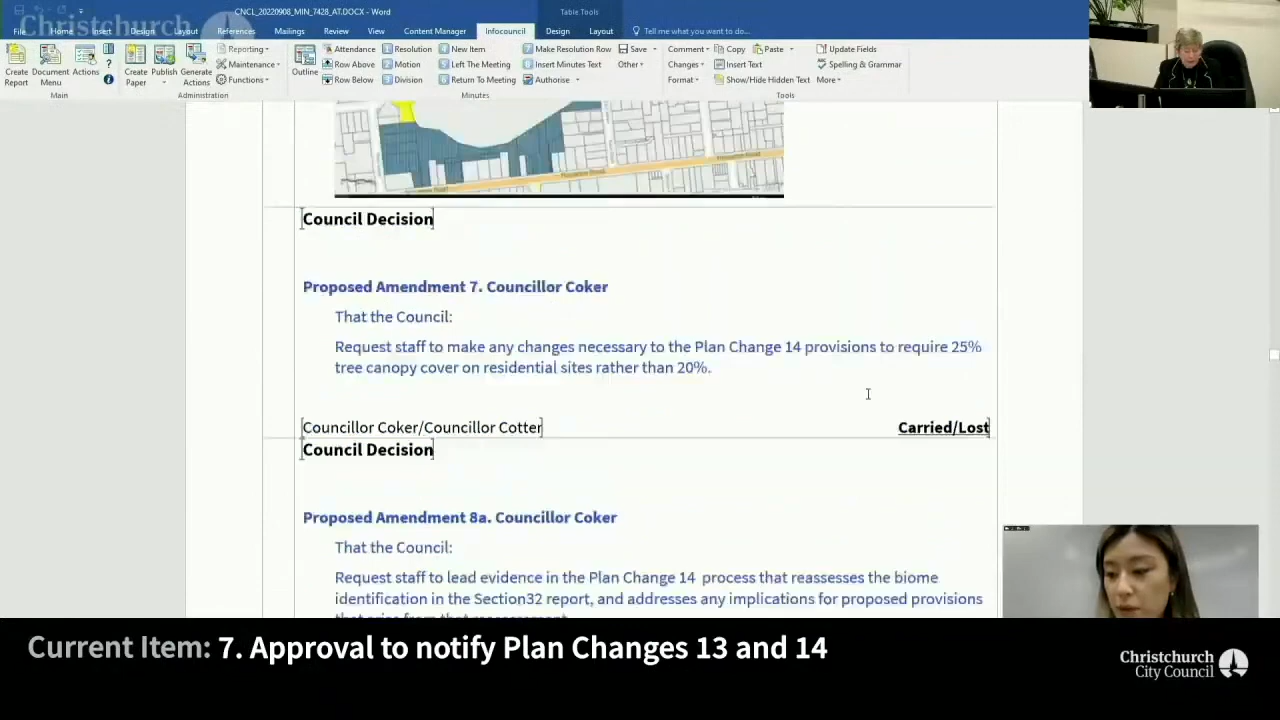 CNCL_20220908_MIN_7428_AT.DOCX - Word
Table Tools
Christchurch
File Home Insert Design Layout References Mailings Review View Content Manager Infocouncil Design Layout Tell me what you want to do...
Create Report
Document Menu
Actions
Main
Create Paper
Publish
Generate Actions
Reporting
Maintenance
Functions
Administration
Outline
Attendance
Row Above
Row Below
Resolution
Motion
Division
New Item
Left The Meeting
Return To Meeting
Make Resolution Row
Insert Minutes Text
Authorise
Save
Other
Minutes
Comment
Changes
Format
Copy
Paste
Insert Text
Show/Hide Hidden Text
Update Fields
Spelling & Grammar
More
Tools
Council Decision
Proposed Amendment 7. Councillor Coker
That the Council:
Request staff to make any changes necessary to the Plan Change 14 provisions to require 25%
tree canopy cover on residential sites rather than 20%.
Councillor Coker/Councillor Cotter Carried/Lost
Council Decision
Proposed Amendment 8a. Councillor Coker
That the Council:
Request staff to lead evidence in the Plan Change 14 process that reassesses the biome
identification in the Section32 report, and addresses any implications for proposed provisions
Current Item: 7. Approval to notify Plan Changes 13 and 14
Christchurch
City Council